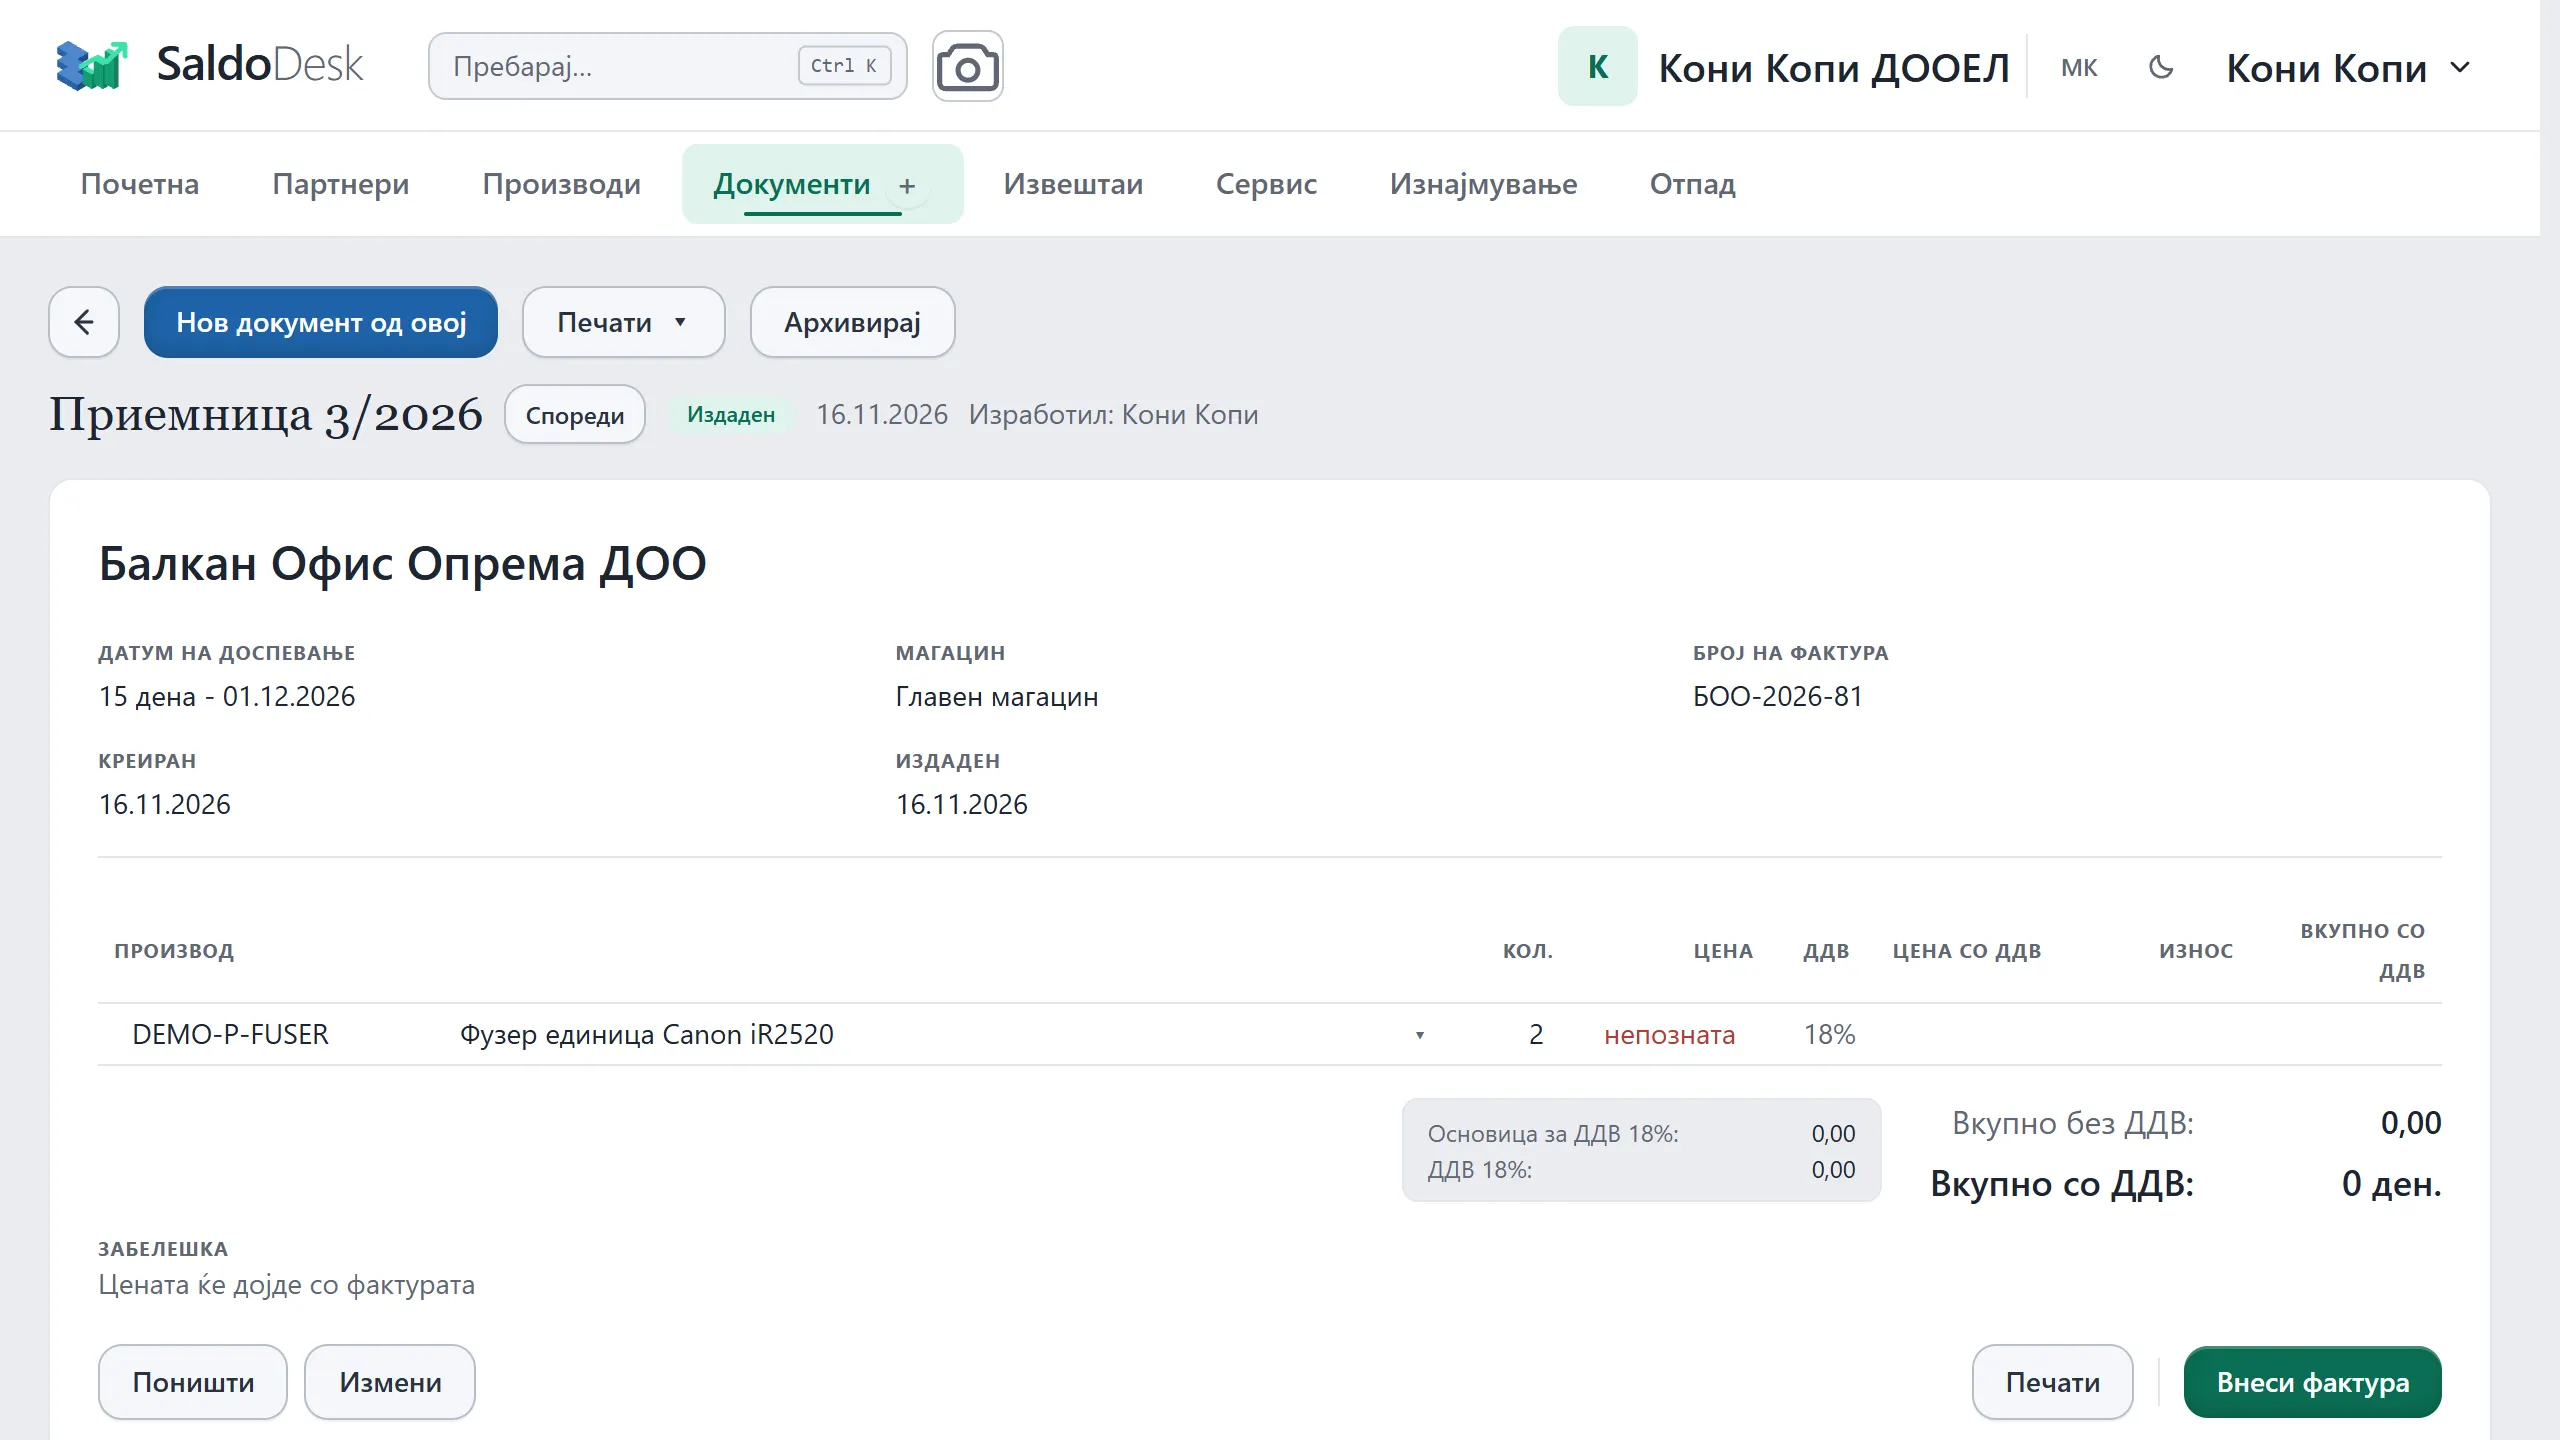 SaldoDesk
Пребарај... Ctrl K
К Кони Копи ДООЕЛ МК Кони Копи
Почетна Партнери Производи Документи + Извештаи Сервис Изнајмување Отпад
Нов документ од овој Печати Архивирај
Приемница 3/2026 Спореди Издаден 16.11.2026 Изработил: Кони Копи
Балкан Офис Опрема ДОО
ДАТУМ НА ДОСПЕВАЊЕ МАГАЦИН БРОЈ НА ФАКТУРА
15 дена - 01.12.2026 Главен магацин БОО-2026-81
КРЕИРАН ИЗДАДЕН
16.11.2026 16.11.2026
ПРОИЗВОД КОЛ. ЦЕНА ДДВ ЦЕНА СО ДДВ ИЗНОС ВКУПНО СО
ДДВ
DEMO-P-FUSER Фузер единица Canon iR2520 2 непозната 18%
Основица за ДДВ 18%: 0,00
ДДВ 18%: 0,00
Вкупно без ДДВ: 0,00
Вкупно со ДДВ: 0 ден.
ЗАБЕЛЕШКА
Цената ќе дојде со фактурата
Поништи Измени Печати Внеси фактура